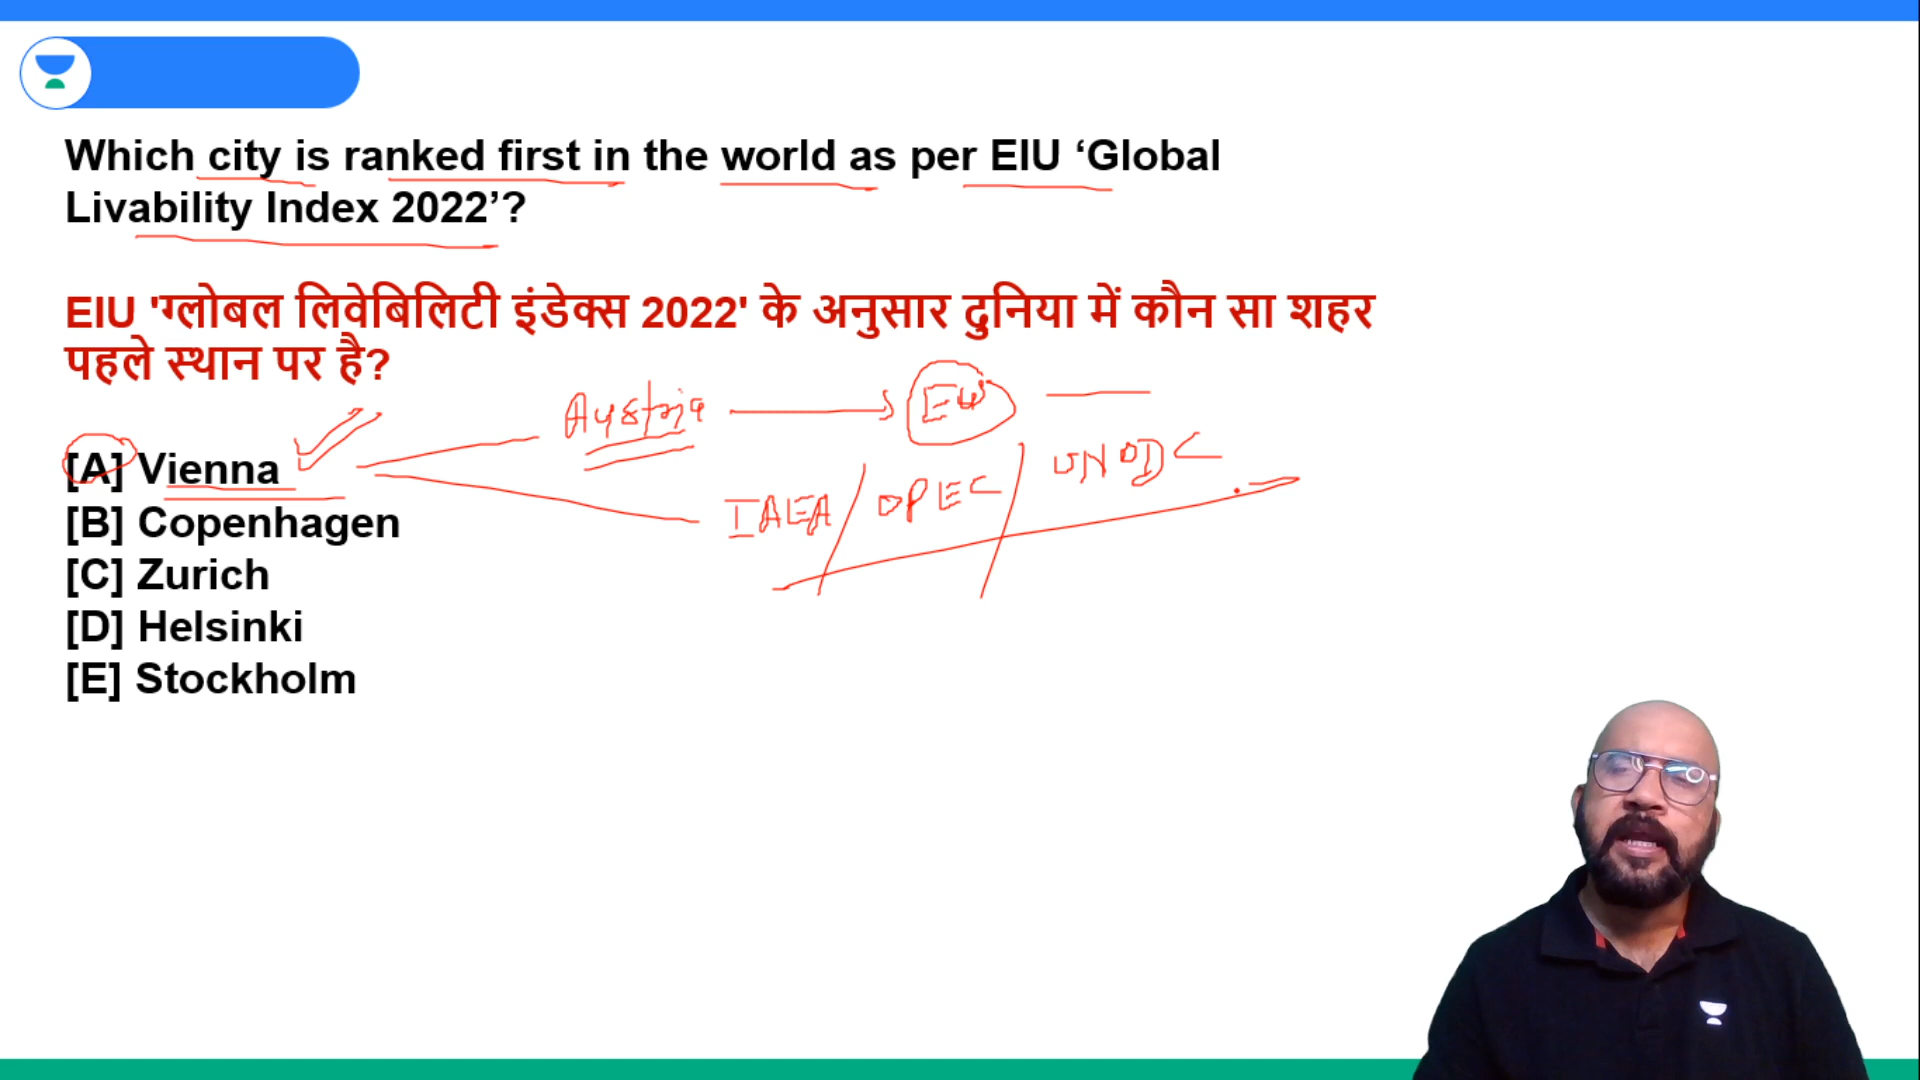 Which city is ranked first in the world as per EIU ‘Global
Livability Index 2022’?
EIU 'ग्लोबल लिवेबिलिटी इंडेक्स 2022' के अनुसार दुनिया में कौन सा शहर
पहले स्थान पर है?
Austria EU
[A] Vienna
IAEA / OPEC / UNODC
[B] Copenhagen
[C] Zurich
[D] Helsinki
[E] Stockholm